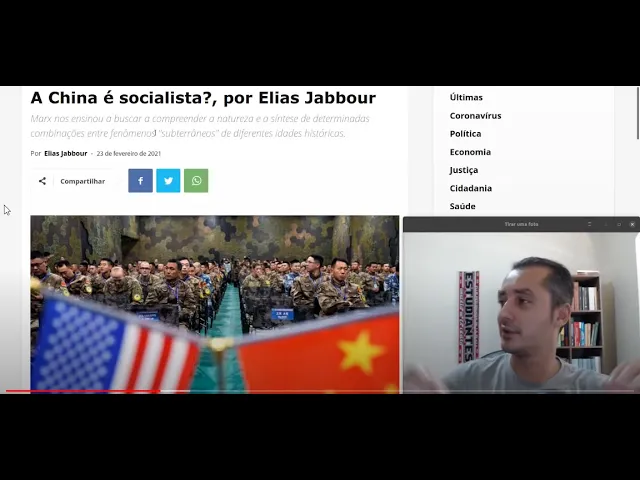 A China é socialista?, por Elias Jabbour
Marx nos ensinou a buscar a compreender a natureza e a síntese de determinadas
combinações entre fenômenos "subterrâneos" de diferentes idades históricas.
Por Elias Jabbour - 23 de fevereiro de 2021
Compartilhar
Últimas
Coronavírus
Política
Economia
Justiça
Cidadania
Saúde
Tirar uma foto
ESTUDIANTES